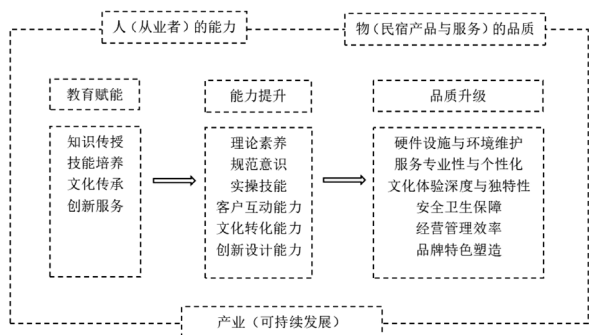 人（从业者）的能力
物（民宿产品与服务）的品质
教育赋能
知识传授
技能培养
文化传承
创新服务
能力提升
理论素养
规范意识
实操技能
客户互动能力
文化转化能力
创新设计能力
品质升级
硬件设施与环境维护
服务专业性与个性化
文化体验深度与独特性
安全卫生保障
经营管理效率
品牌特色塑造
产业（可持续发展）